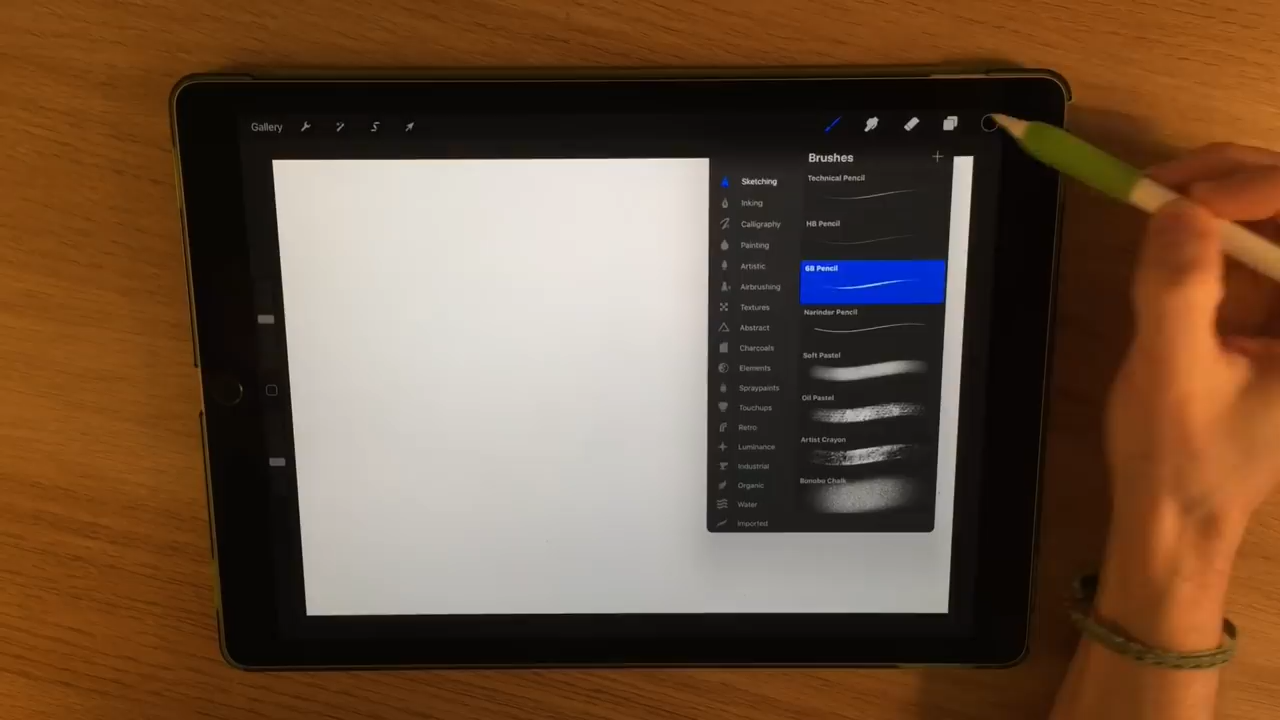 Gallery
Brushes
Sketching
Inking
Calligraphy
Painting
Artistic
Airbrushing
Textures
Abstract
Charcoals
Elements
Spraypaints
Touchups
Retro
Luminance
Industrial
Organic
Water
Imported
Technical Pencil
HB Pencil
6B Pencil
Narinder Pencil
Soft Pastel
Oil Pastel
Artist Crayon
Bonobo Chalk